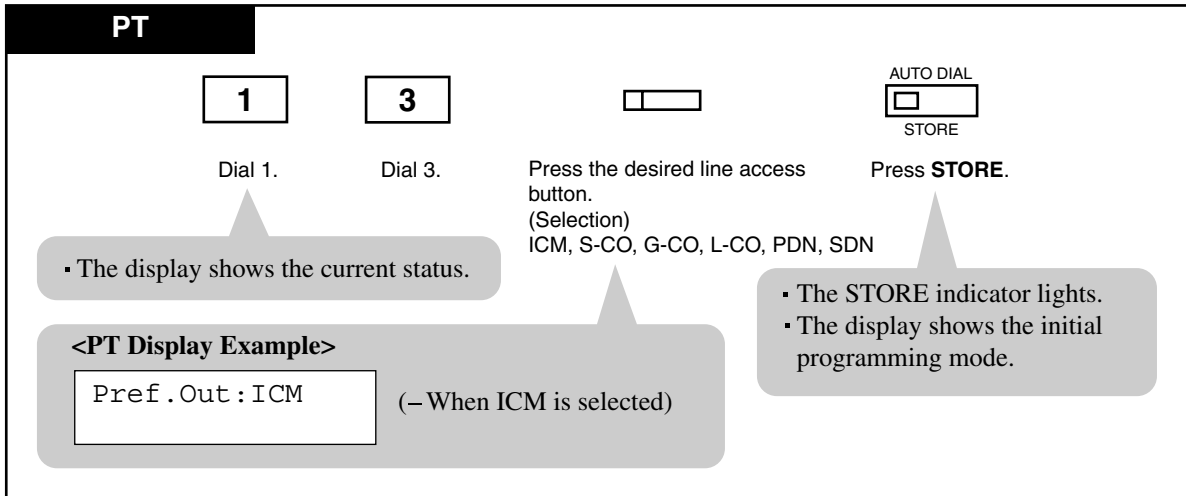 PT
1
3
AUTO DIAL
STORE
Dial 1.
Dial 3.
Press the desired line access
button.
(Selection)
ICM, S-CO, G-CO, L-CO, PDN, SDN
Press STORE.
▪ The display shows the current status.
▪ The STORE indicator lights.
▪ The display shows the initial
programming mode.
<PT Display Example>
Pref.Out:ICM
(–When ICM is selected)